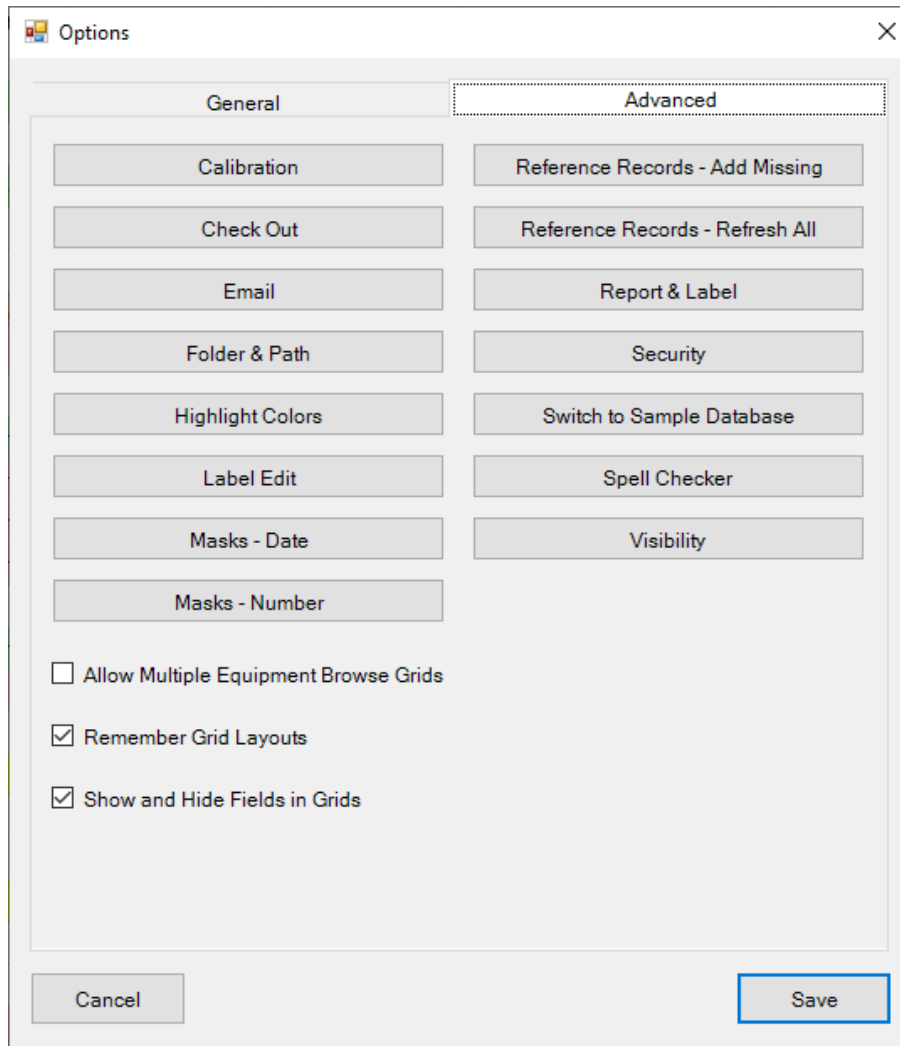 Options
General
Advanced
Calibration
Reference Records - Add Missing
Check Out
Reference Records - Refresh All
Email
Report & Label
Folder & Path
Security
Highlight Colors
Switch to Sample Database
Label Edit
Spell Checker
Masks - Date
Visibility
Masks - Number
Allow Multiple Equipment Browse Grids
Remember Grid Layouts
Show and Hide Fields in Grids
Cancel
Save